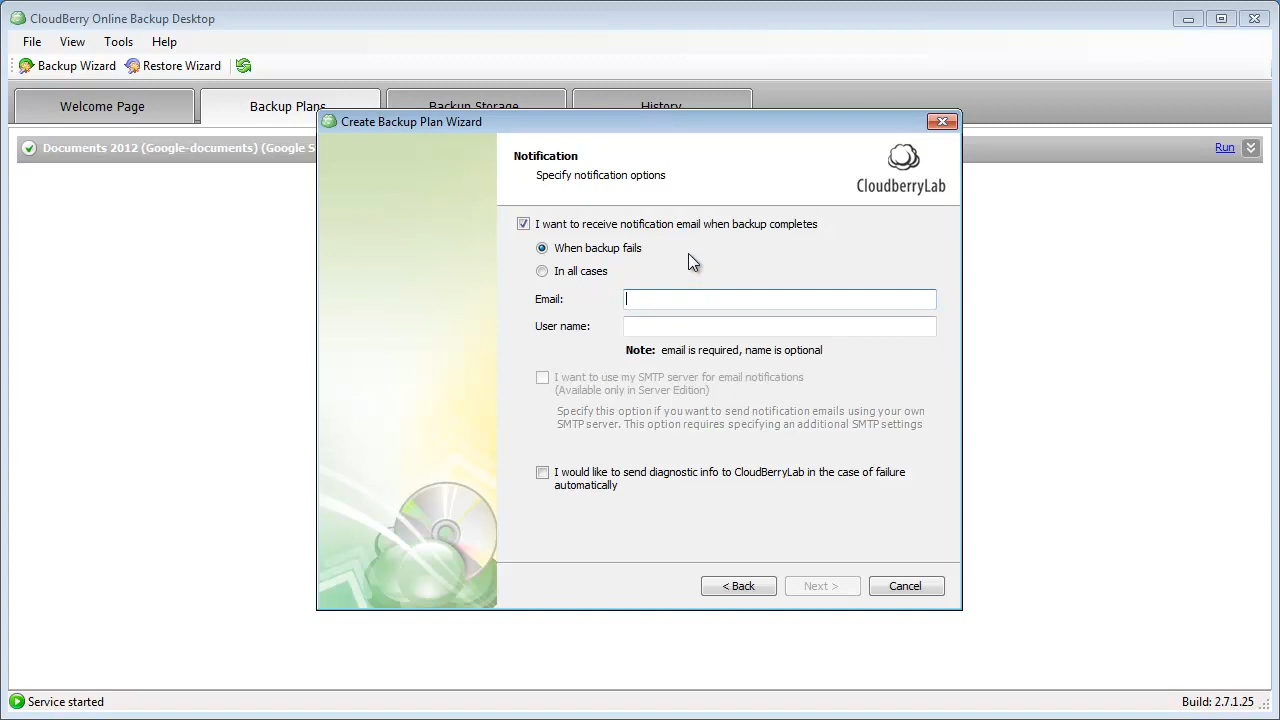 CloudBerry Online Backup Desktop
File View Tools Help
Backup Wizard Restore Wizard
Welcome Page Backup Plans Backup Storage History
Create Backup Plan Wizard
Documents 2012 (Google-documents) (Google S
Run
Notification
Specify notification options
CloudberryLab
I want to receive notification email when backup completes
When backup fails
In all cases
Email:
User name:
Note: email is required, name is optional
I want to use my SMTP server for email notifications
(Available only in Server Edition)
Specify this option if you want to send notification emails using your own
SMTP server. This option requires specifying an additional SMTP settings
I would like to send diagnostic info to CloudBerryLab in the case of failure
automatically
< Back Next > Cancel
Service started
Build: 2.7.1.25